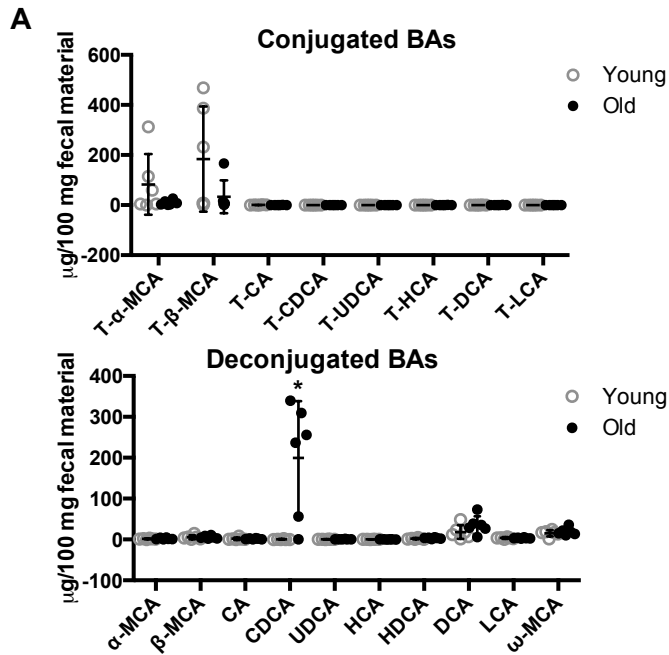 A
Conjugated BAs
Young
Old
μg/100 mg fecal material
600
400
200
0
-200
T-α-MCA
T-β-MCA
T-CA
T-CDCA
T-UDCA
T-HCA
T-DCA
T-LCA
Deconjugated BAs
Young
Old
μg/100 mg fecal material
400
300
200
100
0
-100
*
α-MCA
β-MCA
CA
CDCA
UDCA
HCA
HDCA
DCA
LCA
ω-MCA